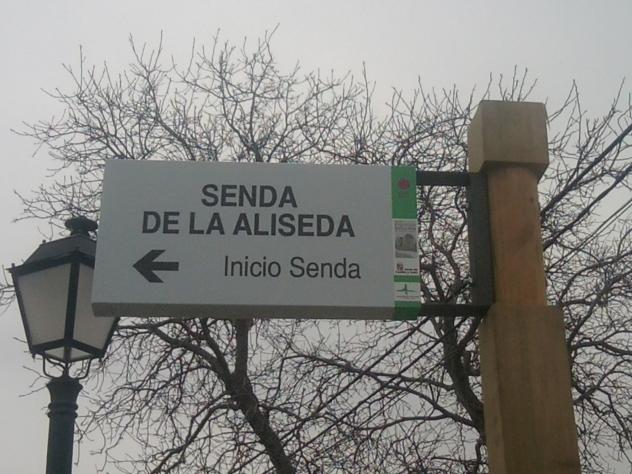 SENDA
DE LA ALISEDA
Inicio Senda